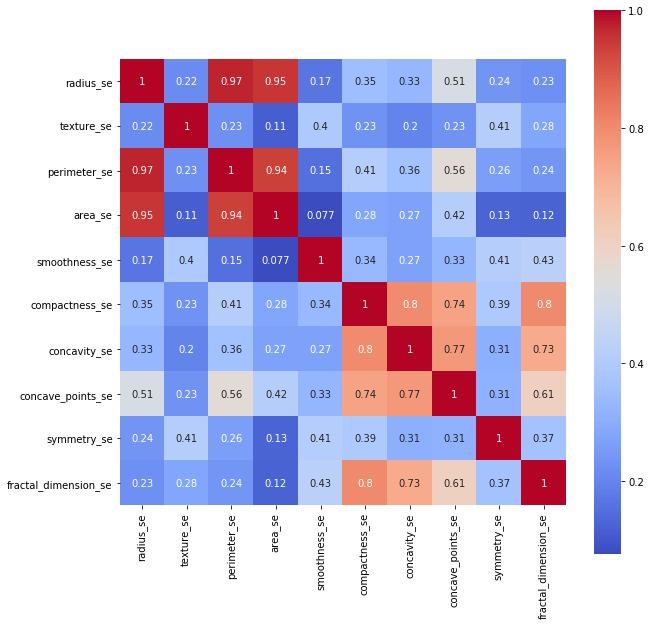 radius_se 1 0.22 0.97 0.95 0.17 0.35 0.33 0.51 0.24 0.23
texture_se 0.22 1 0.23 0.11 0.4 0.23 0.2 0.23 0.41 0.28
perimeter_se 0.97 0.23 1 0.94 0.15 0.41 0.36 0.56 0.26 0.24
area_se 0.95 0.11 0.94 1 0.077 0.28 0.27 0.42 0.13 0.12
smoothness_se 0.17 0.4 0.15 0.077 1 0.34 0.27 0.33 0.41 0.43
compactness_se 0.35 0.23 0.41 0.28 0.34 1 0.8 0.74 0.39 0.8
concavity_se 0.33 0.2 0.36 0.27 0.27 0.8 1 0.77 0.31 0.73
concave_points_se 0.51 0.23 0.56 0.42 0.33 0.74 0.77 1 0.31 0.61
symmetry_se 0.24 0.41 0.26 0.13 0.41 0.39 0.31 0.31 1 0.37
fractal_dimension_se 0.23 0.28 0.24 0.12 0.43 0.8 0.73 0.61 0.37 1
radius_se
texture_se
perimeter_se
area_se
smoothness_se
compactness_se
concavity_se
concave_points_se
symmetry_se
fractal_dimension_se
1.0
0.8
0.6
0.4
0.2